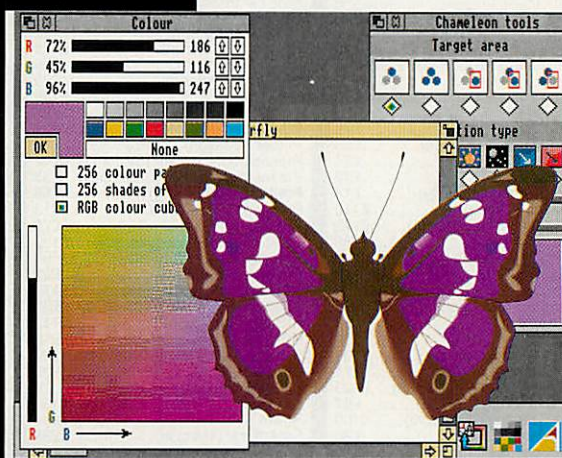 Colour
R 72% 186
G 45% 116
B 96% 247
OK None
256 colour
256 shades of
RGB colour cub
G
R B
rfly
Chameleon tools
Target area
tion type